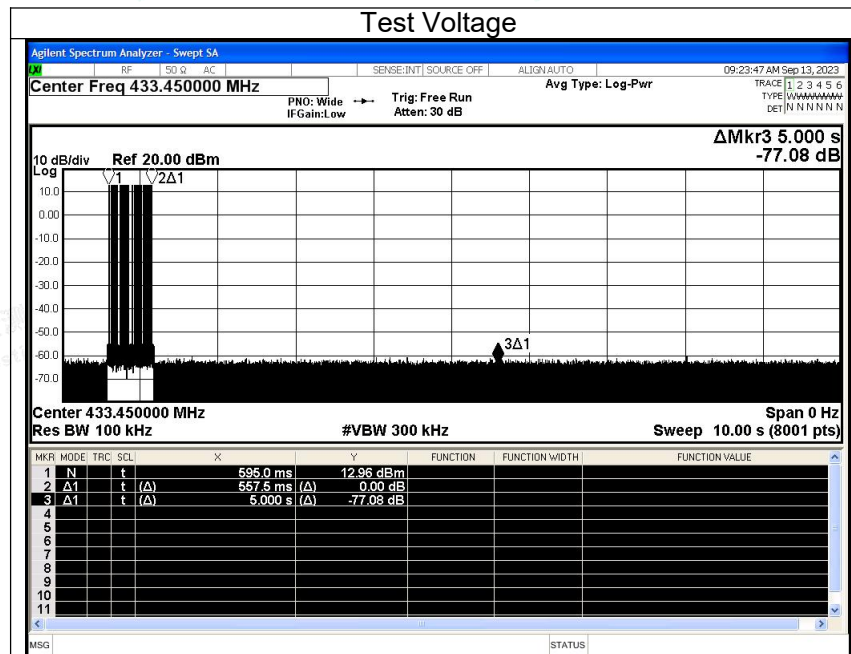 Test Voltage
Agilent Spectrum Analyzer - Swept SA
LXI RF 50 Ω AC SENSE:INT SOURCE OFF ALIGN AUTO 09:23:47 AM Sep 13, 2023
Center Freq 433.450000 MHz
PNO: Wide Trig: Free Run
IFGain:Low Atten: 30 dB
Avg Type: Log-Pwr
TRACE 1 2 3 4 5 6
TYPE WWWWWW
DET N N N N N N
ΔMkr3 5.000 s
-77.08 dB
10 dB/div Ref 20.00 dBm
Log
1 2Δ1
10.0
0.00
-10.0
-20.0
-30.0
-40.0
-50.0
3Δ1
-60.0
-70.0
Center 433.450000 MHz Span 0 Hz
Res BW 100 kHz #VBW 300 kHz Sweep 10.00 s (8001 pts)
MKR MODE TRC SCL X Y FUNCTION FUNCTION WIDTH FUNCTION VALUE
1 N t 595.0 ms 12.96 dBm
2 Δ1 t (Δ) 557.5 ms (Δ) 0.00 dB
3 Δ1 t (Δ) 5.000 s (Δ) -77.08 dB
4
5
6
7
8
9
10
11
MSG STATUS